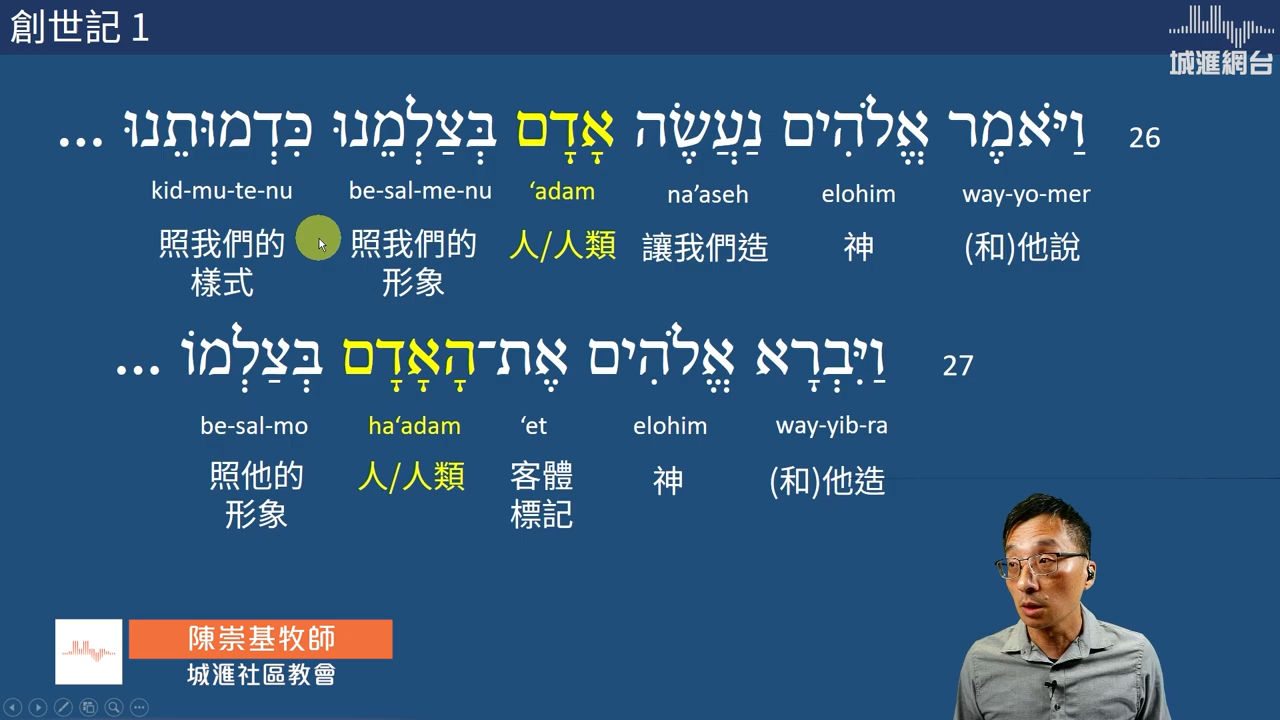 創世記 1
城滙網台
26 וַיֹּאמֶר אֱלֹהִים נַעֲשֶׂה אָדָם בְּצַלְמֵנוּ כִּדְמוּתֵנוּ ...
kid-mu-te-nu be-sal-me-nu ‘adam na’aseh elohim way-yo-mer
照我們的 照我們的 人/人類 讓我們造 神 (和)他說
樣式 形象
27 וַיִּבְרָא אֱלֹהִים אֶת־הָאָדָם בְּצַלְמוֹ ...
be-sal-mo ha‘adam ‘et elohim way-yib-ra
照他的 人/人類 客體 神 (和)他造
形象 標記
陳崇基牧師
城滙社區教會